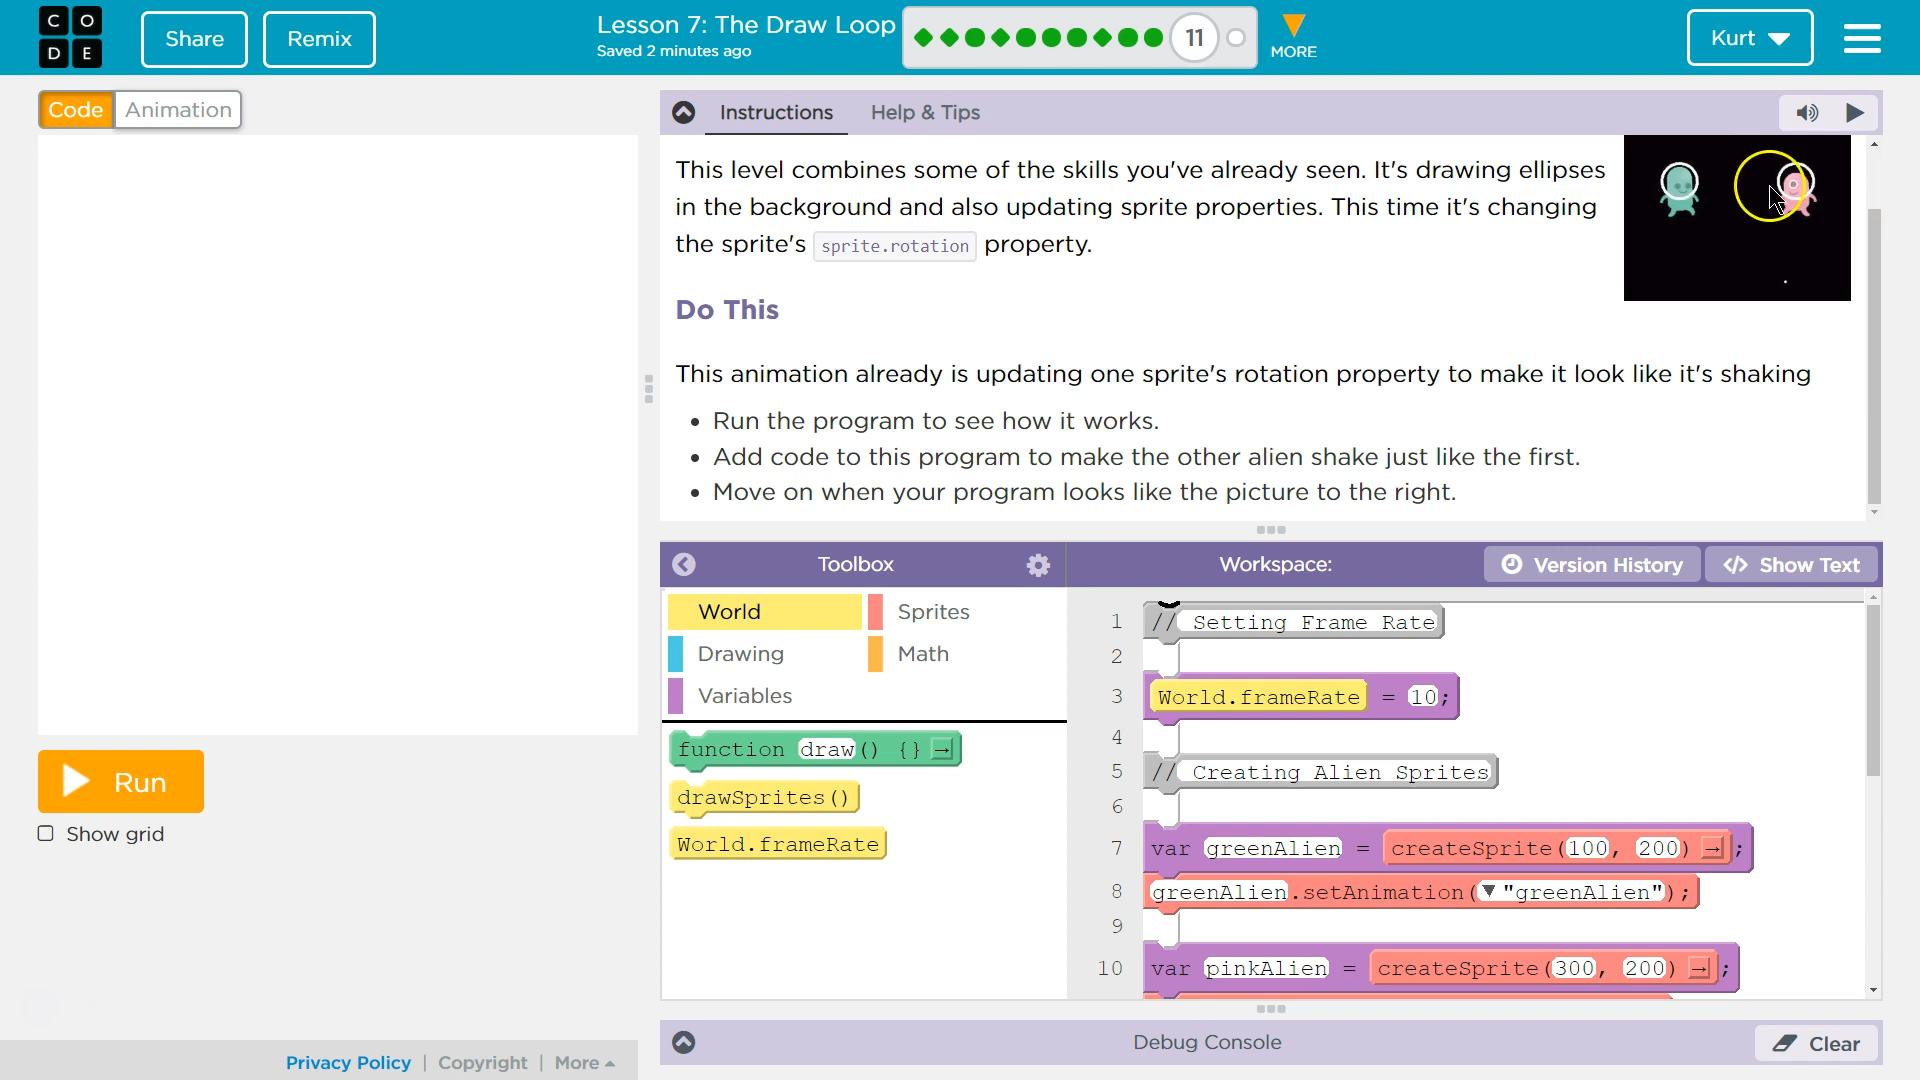 C O
D E
Share
Remix
Lesson 7: The Draw Loop
Saved 2 minutes ago
11
MORE
Kurt
Code
Animation
Instructions
Help & Tips
This level combines some of the skills you've already seen. It's drawing ellipses
in the background and also updating sprite properties. This time it's changing
the sprite's sprite.rotation property.
Do This
This animation already is updating one sprite's rotation property to make it look like it's shaking
• Run the program to see how it works.
• Add code to this program to make the other alien shake just like the first.
• Move on when your program looks like the picture to the right.
Toolbox
Workspace:
Version History
</> Show Text
World
Sprites
Drawing
Math
Variables
function draw() {}
drawSprites()
World.frameRate
1 // Setting Frame Rate
2
3 World.frameRate = 10;
4
5 // Creating Alien Sprites
6
7 var greenAlien = createSprite(100, 200);
8 greenAlien.setAnimation("greenAlien");
9
10 var pinkAlien = createSprite(300, 200);
Run
Show grid
Debug Console
Clear
Privacy Policy | Copyright | More